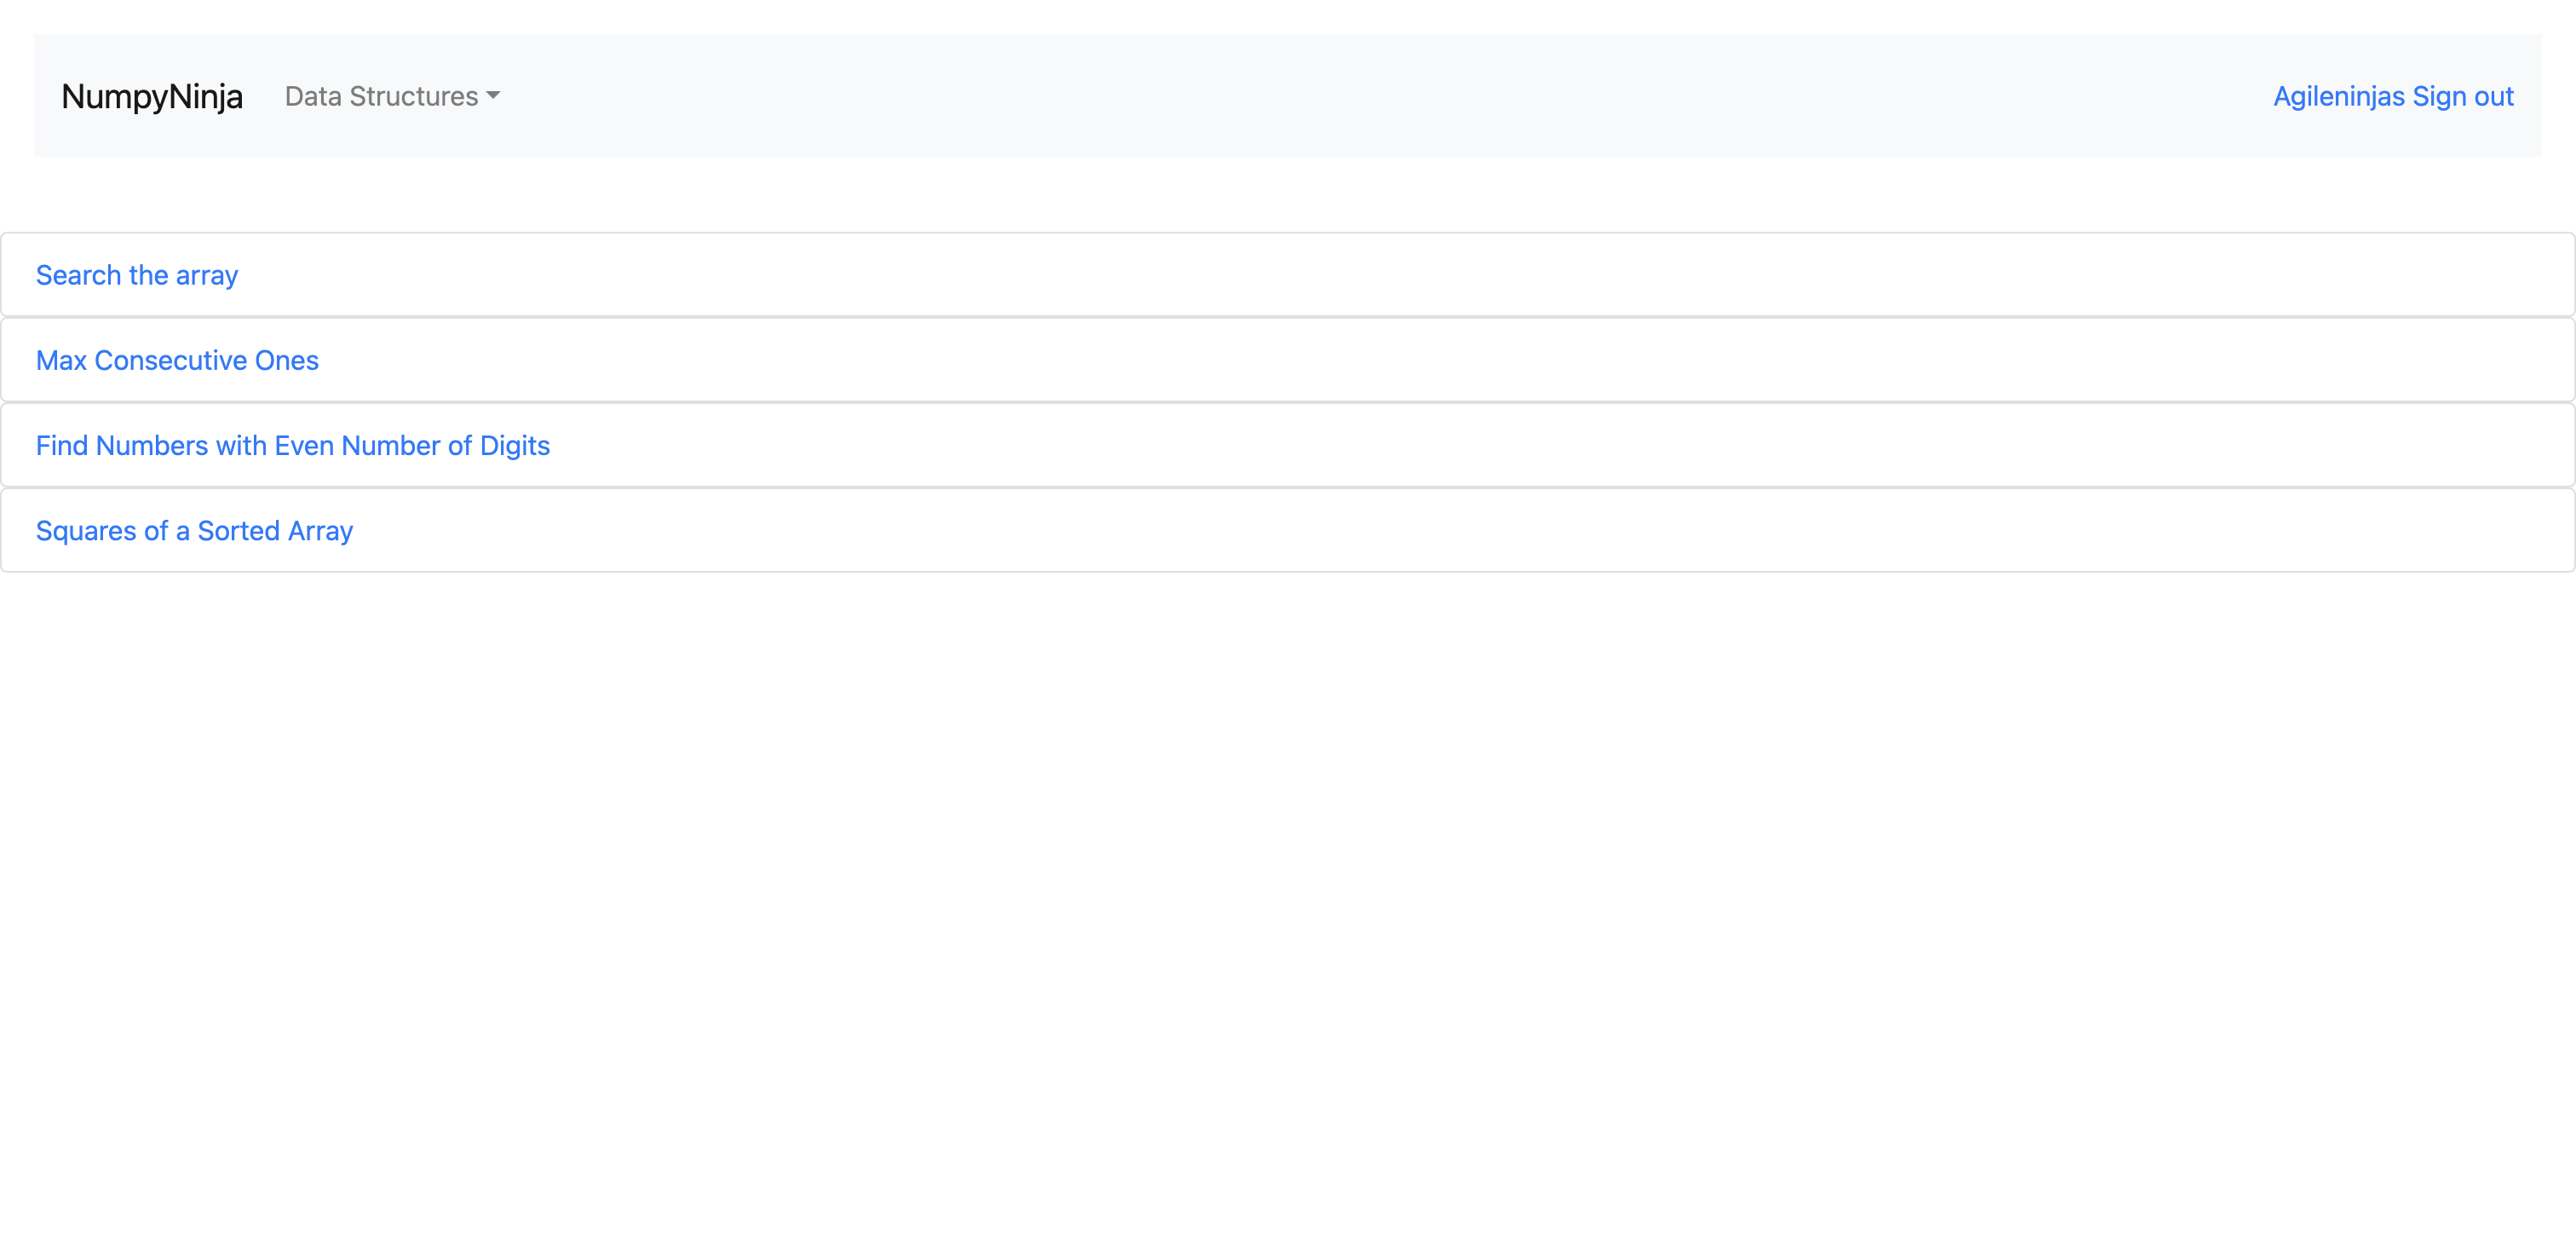 NumpyNinja Data Structures Agileninjas Sign out
Search the array
Max Consecutive Ones
Find Numbers with Even Number of Digits
Squares of a Sorted Array